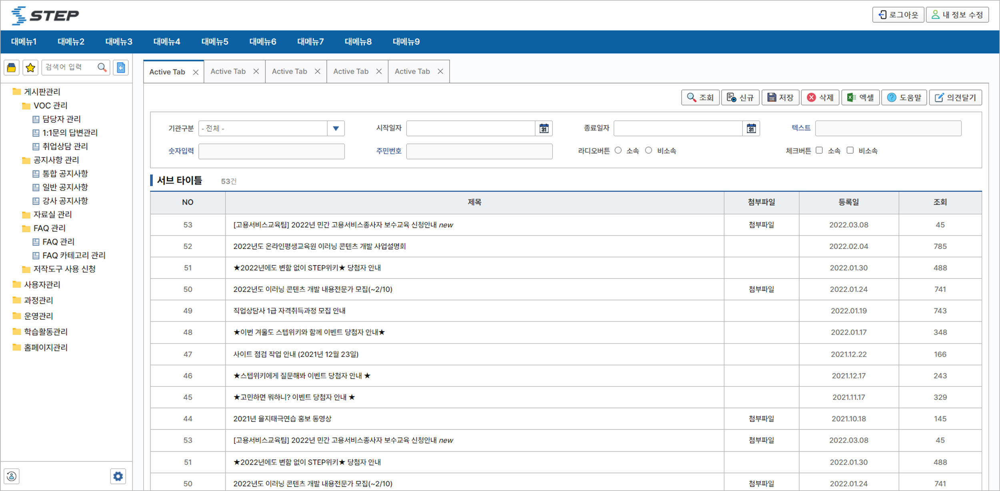 STEP
로그아웃 내 정보 수정
대메뉴1 대메뉴2 대메뉴3 대메뉴4 대메뉴5 대메뉴6 대메뉴7 대메뉴8 대메뉴9
검색어 입력
게시판관리
VOC 관리
담당자 관리
1:1문의 답변관리
취업상담 관리
공지사항 관리
통합 공지사항
일반 공지사항
강사 공지사항
자료실 관리
FAQ 관리
FAQ 관리
FAQ 카테고리 관리
저작도구 사용 신청
사용자관리
과정관리
운영관리
학습활동관리
홈페이지관리
Active Tab Active Tab Active Tab Active Tab Active Tab
조회 신규 저장 삭제 엑셀 도움말 의견달기
기관구분 - 전체 - 시작일자 31 종료일자 31 텍스트
숫자입력 주민번호 라디오버튼 소속 비소속 체크버튼 소속 비소속
서브 타이틀 53건
NO 제목 첨부파일 등록일 조회
53 [고용서비스교육팀] 2022년 민간 고용서비스종사자 보수교육 신청안내 new 첨부파일 2022.03.08 45
52 2022년도 온라인평생교육원 이러닝 콘텐츠 개발 사업설명회 2022.02.04 785
51 ★2022년에도 변함 없이 STEP위키★ 당첨자 안내 2022.01.30 488
50 2022년도 이러닝 콘텐츠 개발 내용전문가 모집(~2/10) 첨부파일 2022.01.24 741
49 직업상담사 1급 자격취득과정 모집 안내 2022.01.19 743
48 ★이번 겨울도 스텝위키와 함께 이벤트 당첨자 안내★ 2022.01.17 348
47 사이트 점검 작업 안내 (2021년 12월 23일) 2021.12.22 166
46 ★스텝위키에게 질문해봐 이벤트 당첨자 안내 ★ 2021.12.17 243
45 ★고민하면 뭐하니? 이벤트 당첨자 안내 ★ 2021.11.17 329
44 2021년 을지태극연습 홍보 동영상 첨부파일 2021.10.18 145
53 [고용서비스교육팀] 2022년 민간 고용서비스종사자 보수교육 신청안내 new 첨부파일 2022.03.08 45
51 ★2022년에도 변함 없이 STEP위키★ 당첨자 안내 2022.01.30 488
50 2022년도 이러닝 콘텐츠 개발 내용전문가 모집(~2/10) 첨부파일 2022.01.24 741